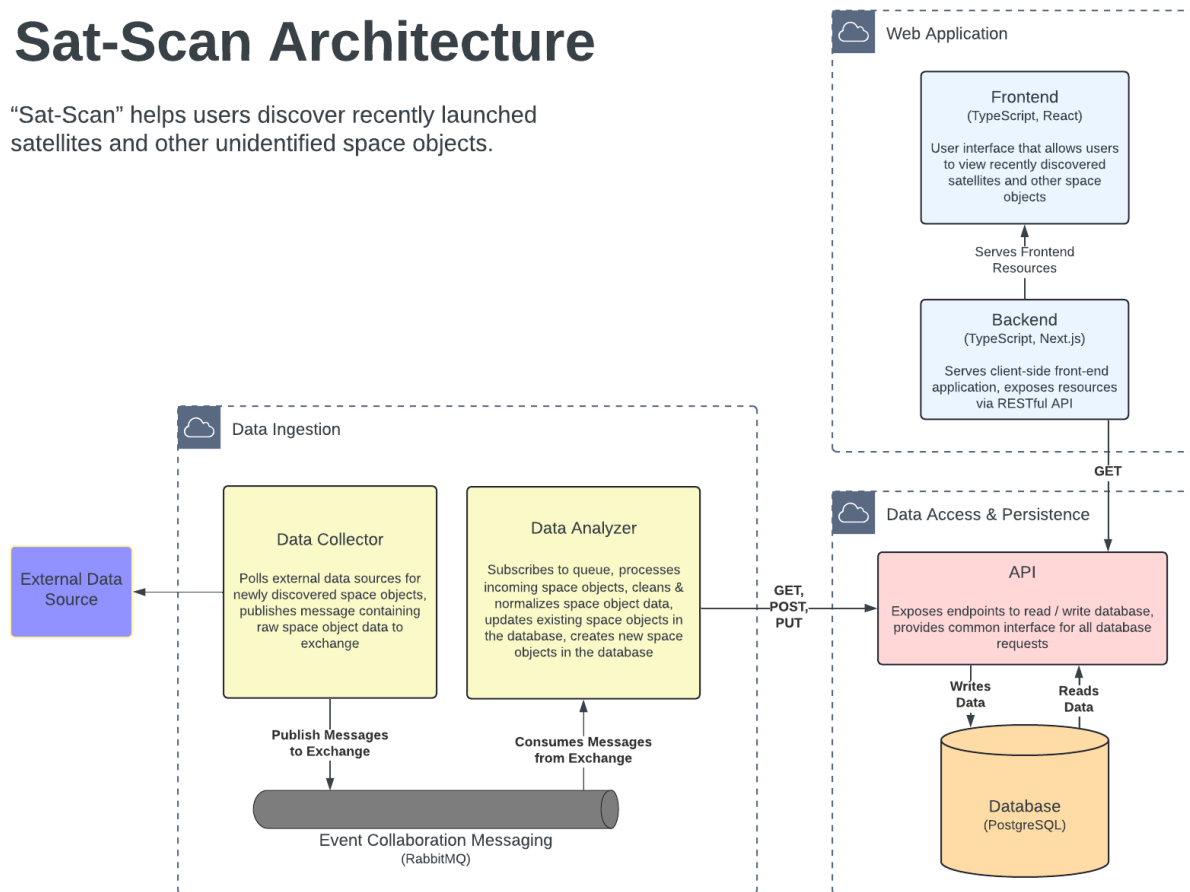 Sat-Scan Architecture
“Sat-Scan” helps users discover recently launched
satellites and other unidentified space objects.
Web Application
Frontend
(TypeScript, React)
User interface that allows users
to view recently discovered
satellites and other space
objects
Serves Frontend
Resources
Backend
(TypeScript, Next.js)
Serves client-side front-end
application, exposes resources
via RESTful API
GET
Data Ingestion
External Data
Source
Data Collector
Polls external data sources for
newly discovered space objects,
publishes message containing
raw space object data to
exchange
Data Analyzer
Subscribes to queue, processes
incoming space objects, cleans &
normalizes space object data,
updates existing space objects in
the database, creates new space
objects in the database
Publish Messages
to Exchange
Consumes Messages
from Exchange
Event Collaboration Messaging
(RabbitMQ)
GET,
POST,
PUT
Data Access & Persistence
API
Exposes endpoints to read / write database,
provides common interface for all database
requests
Writes
Data
Reads
Data
Database
(PostgreSQL)